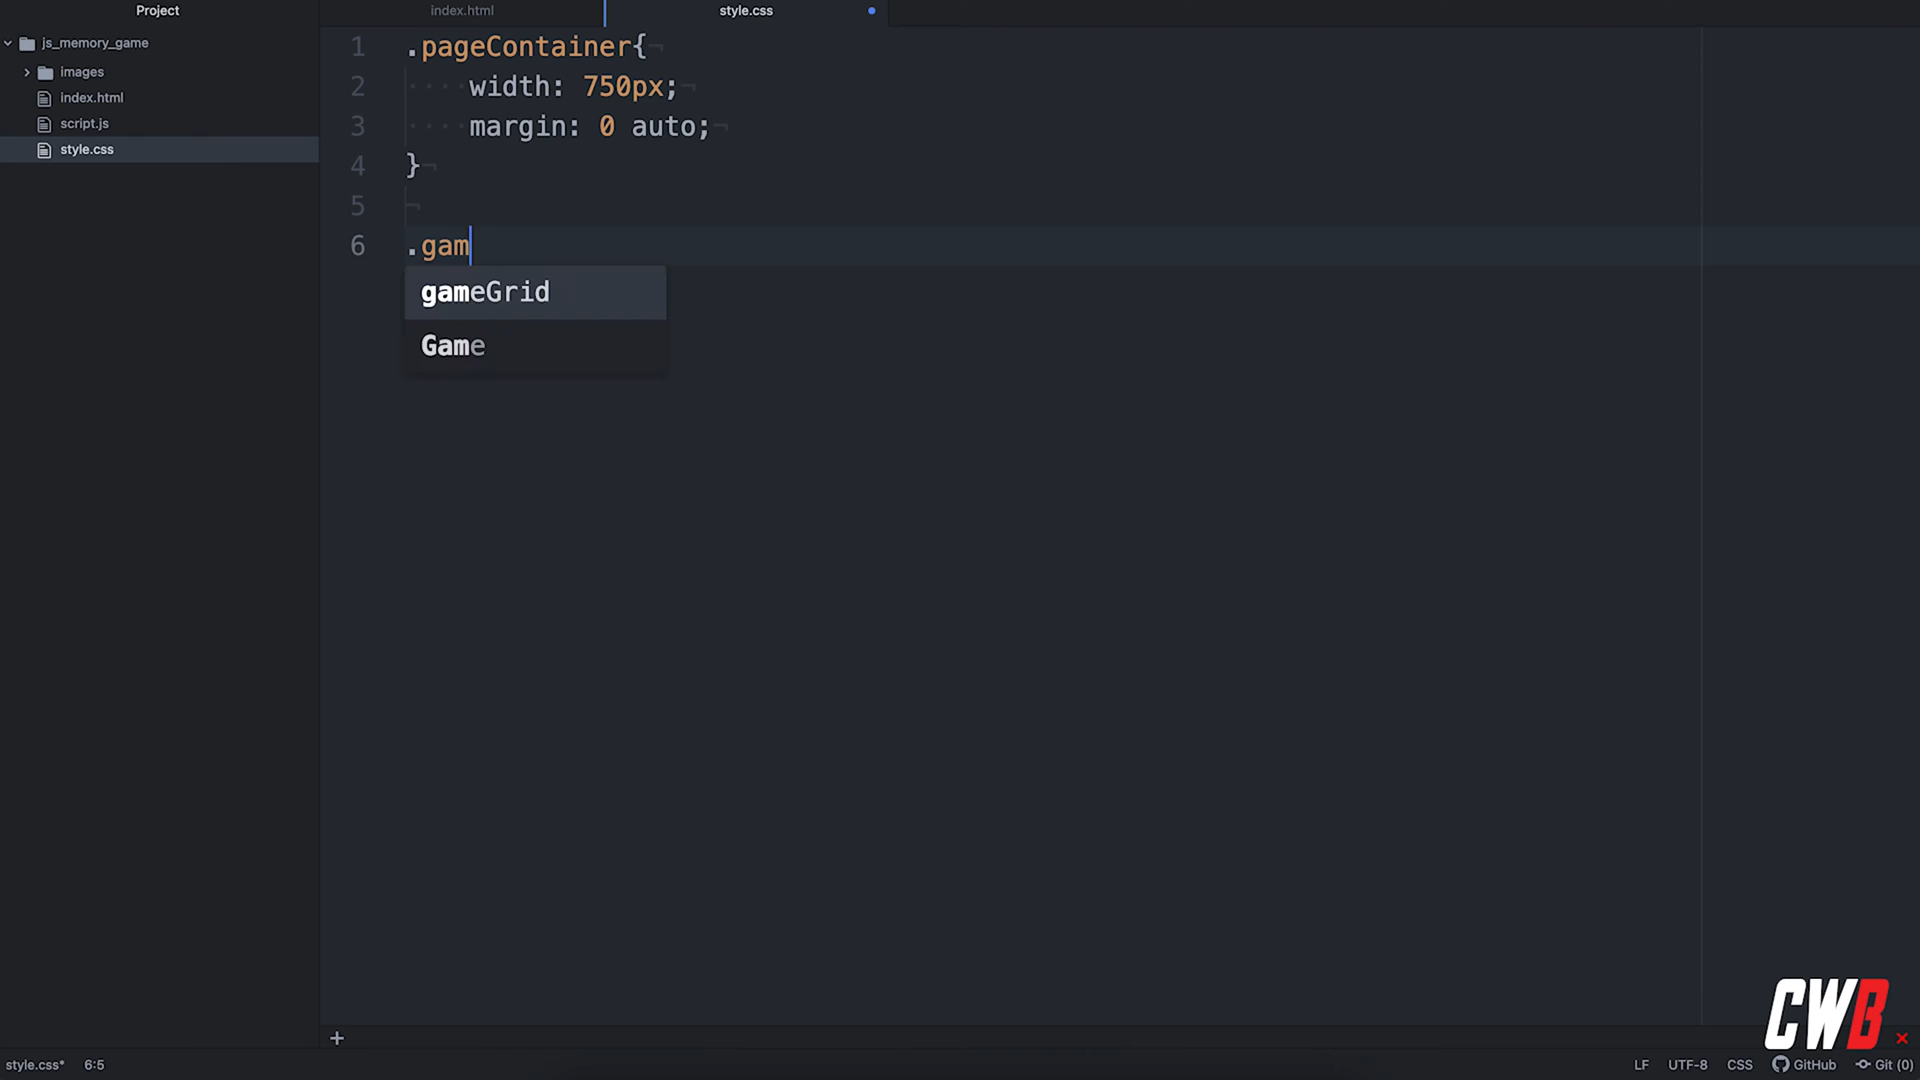 Project
index.html
style.css
js_memory_game
images
index.html
script.js
style.css
1 .pageContainer{
2 width: 750px;
3 margin: 0 auto;
4 }
5
6 .gam
gameGrid
Game
+
style.css* 6:5
LF UTF-8 CSS GitHub Git (0)
CWB